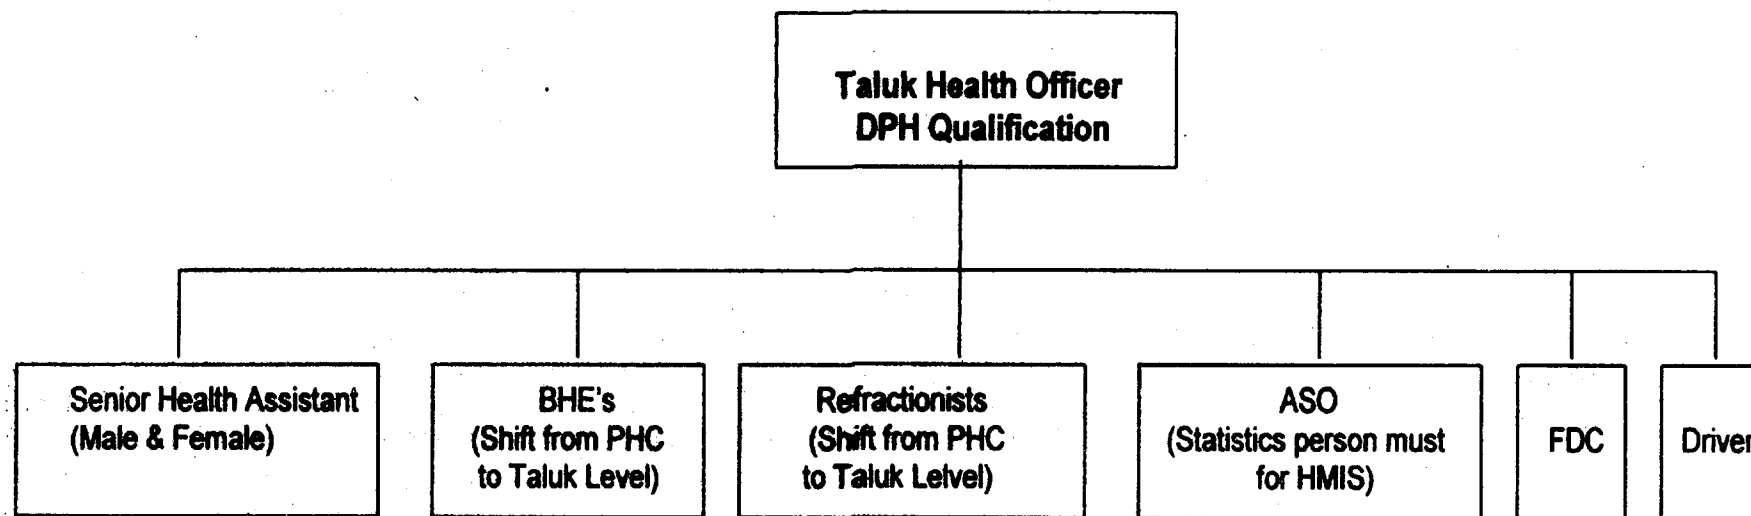 Taluk Health Officer
DPH Qualification
Senior Health Assistant
(Male & Female)
BHE's
(Shift from PHC
to Taluk Level)
Refractionists
(Shift from PHC
to Taluk Lelvel)
ASO
(Statistics person must
for HMIS)
FDC
Driver